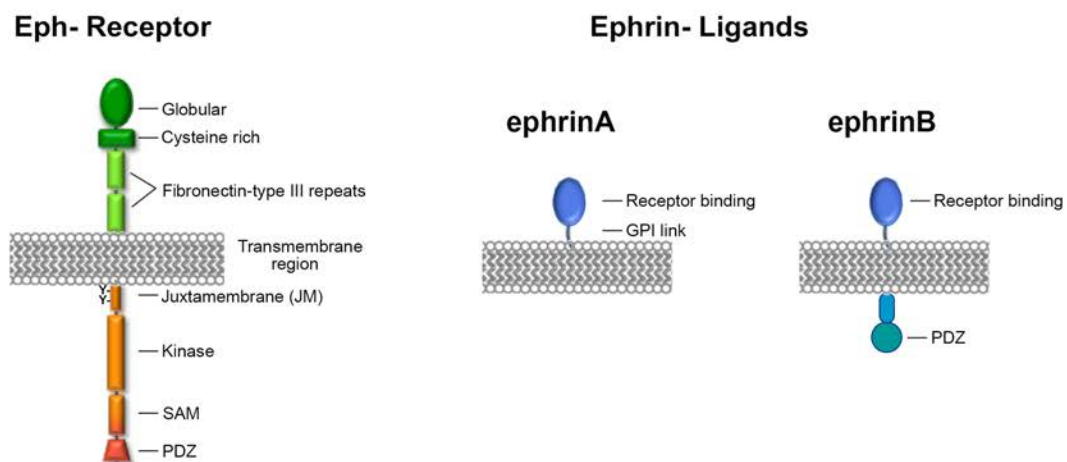 Eph- Receptor
Ephrin- Ligands
Globular
Cysteine rich
Fibronectin-type III repeats
Transmembrane
region
Y
Y
Juxtamembrane (JM)
Kinase
SAM
PDZ
ephrinA
Receptor binding
GPI link
ephrinB
Receptor binding
PDZ